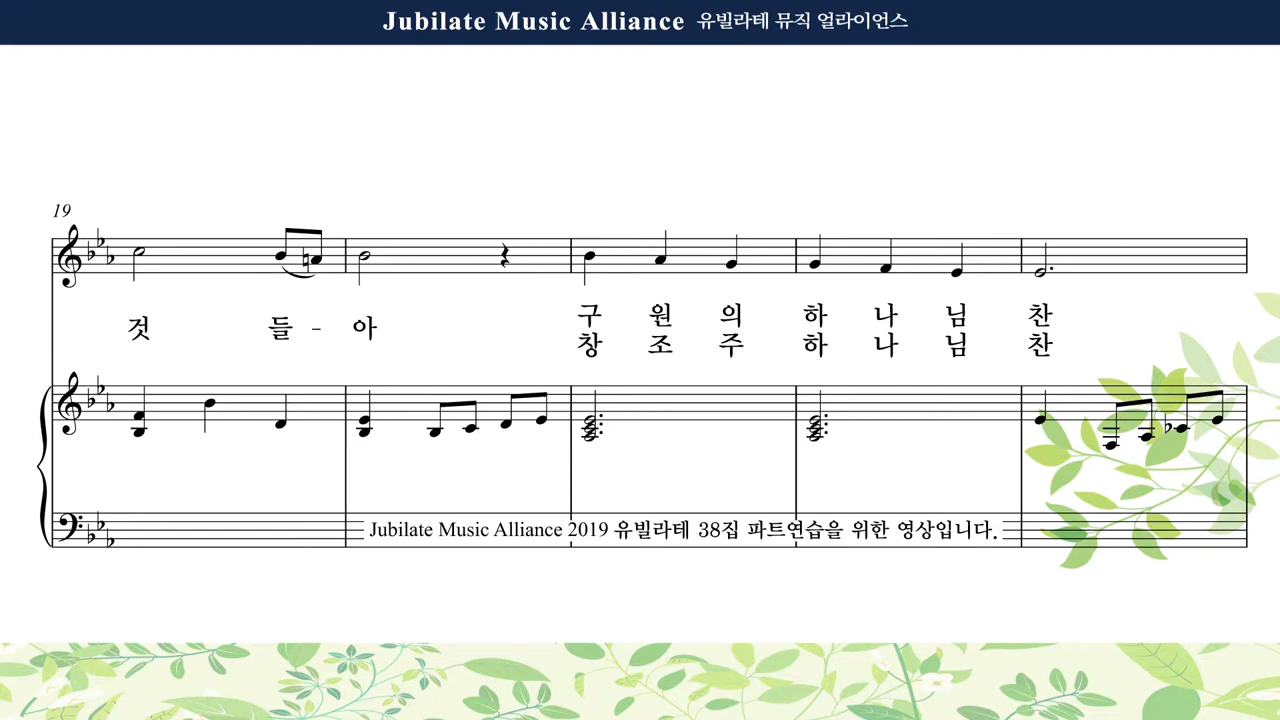 Jubilate Music Alliance 유빌라테 뮤직 얼라이언스
19
것 들 - 아 구 원 의 하 나 님 찬
창 조 주 하 나 님 찬
Jubilate Music Alliance 2019 유빌라테 38집 파트연습을 위한 영상입니다.